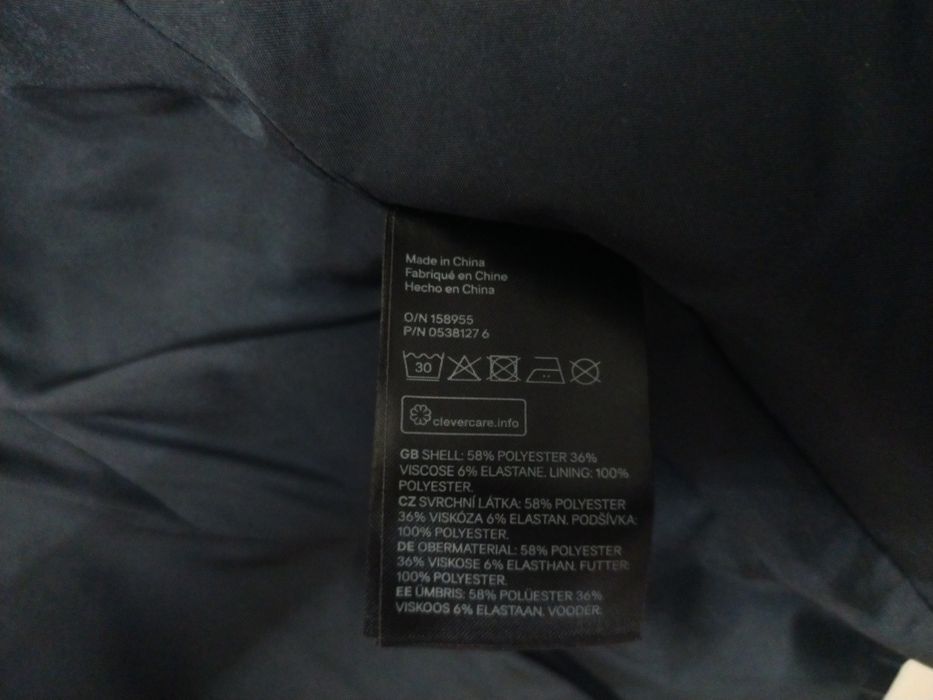 Made in China
Fabriqué en Chine
Hecho en China
O/N 158955
P/N 0538127 6
30
clevercare.info
GB SHELL: 58% POLYESTER 36%
VISCOSE 6% ELASTANE. LINING: 100%
POLYESTER.
CZ SVRCHNÍ LÁTKA: 58% POLYESTER
36% VISKÓZA 6% ELASTAN. PODŠÍVKA:
100% POLYESTER.
DE OBERMATERIAL: 58% POLYESTER
36% VISKOSE 6% ELASTHAN. FUTTER:
100% POLYESTER.
EE ÜMBRIS: 58% POLÜESTER 36%
VISKOOS 6% ELASTAAN. VOODER: